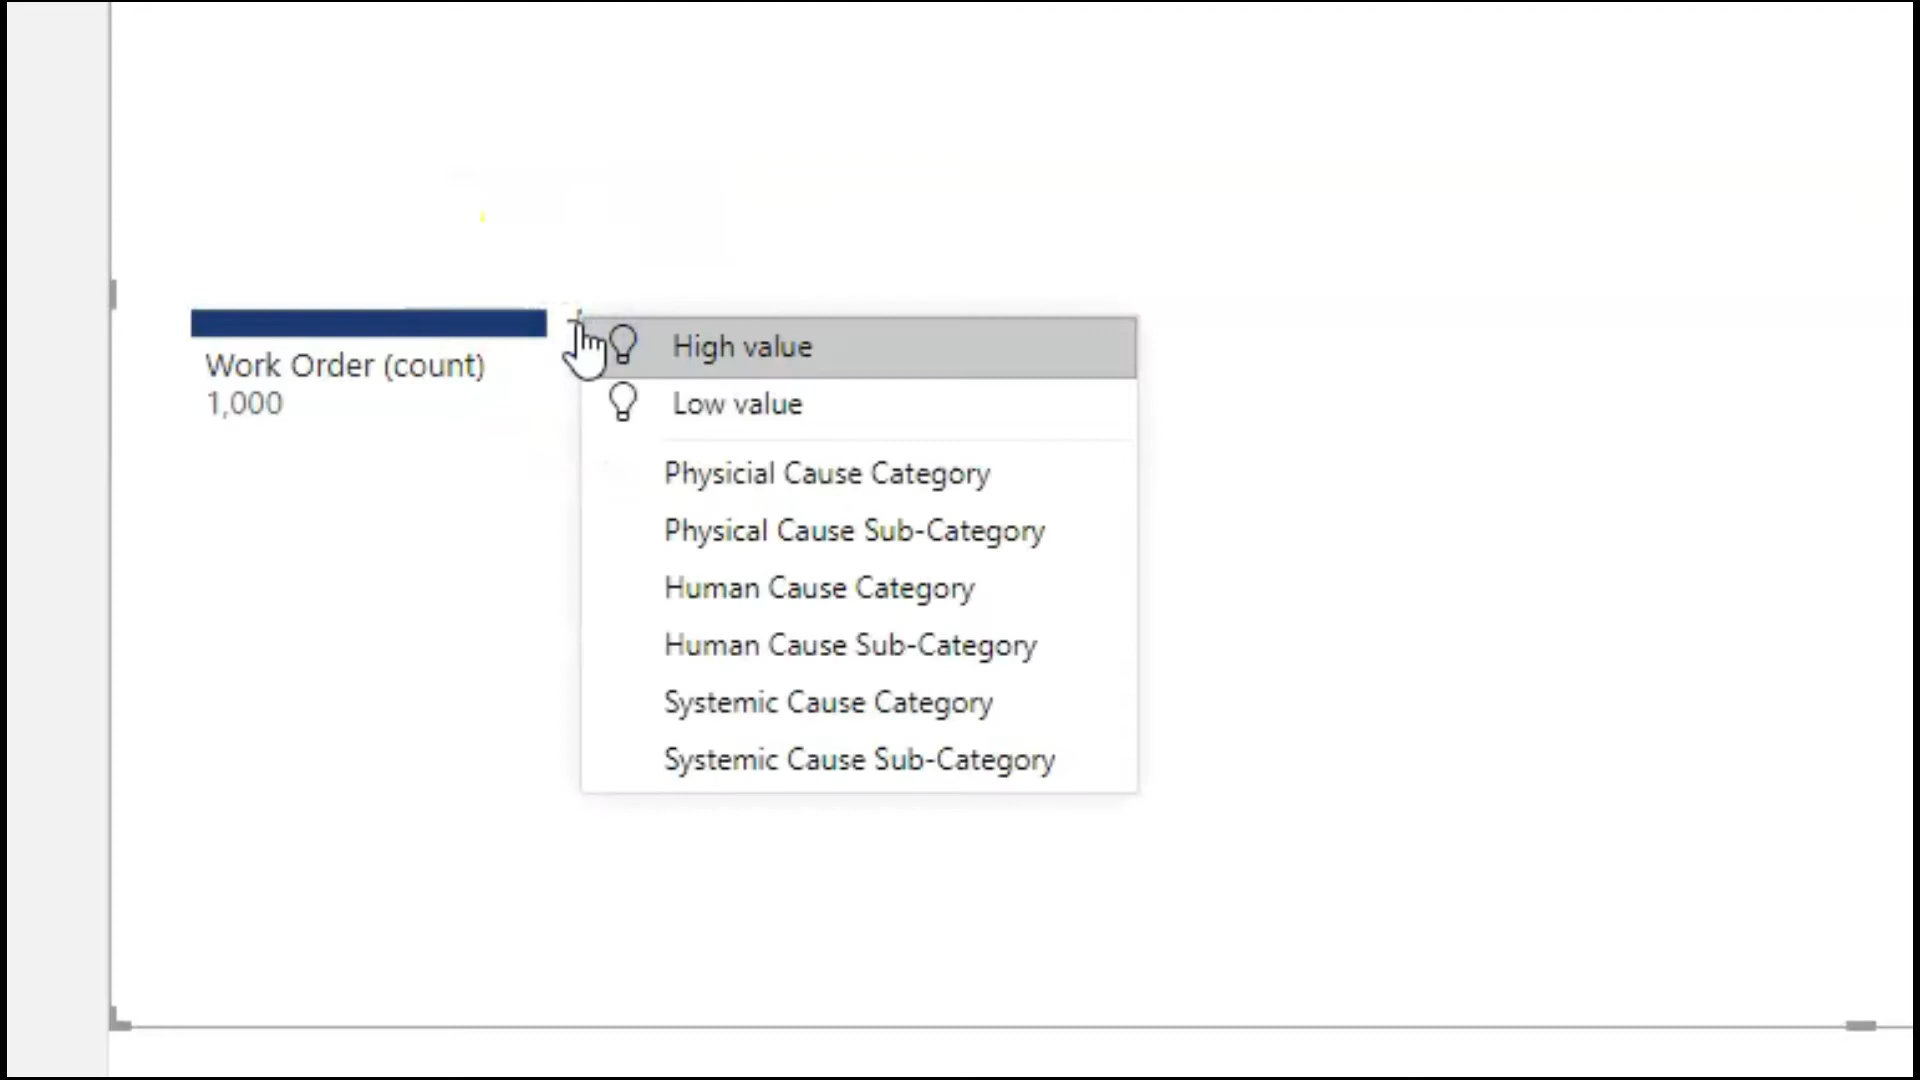 Work Order (count)
1,000
High value
Low value
Physicial Cause Category
Physical Cause Sub-Category
Human Cause Category
Human Cause Sub-Category
Systemic Cause Category
Systemic Cause Sub-Category